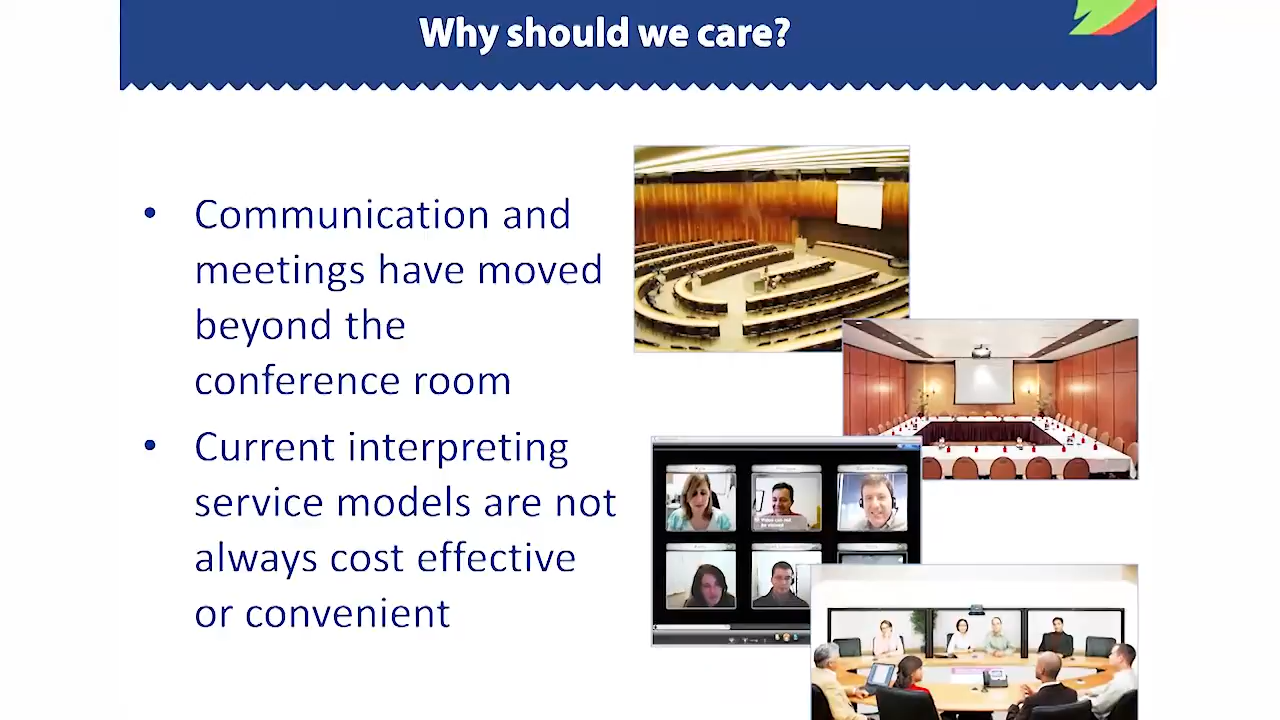 Why should we care?
• Communication and
meetings have moved
beyond the
conference room
• Current interpreting
service models are not
always cost effective
or convenient